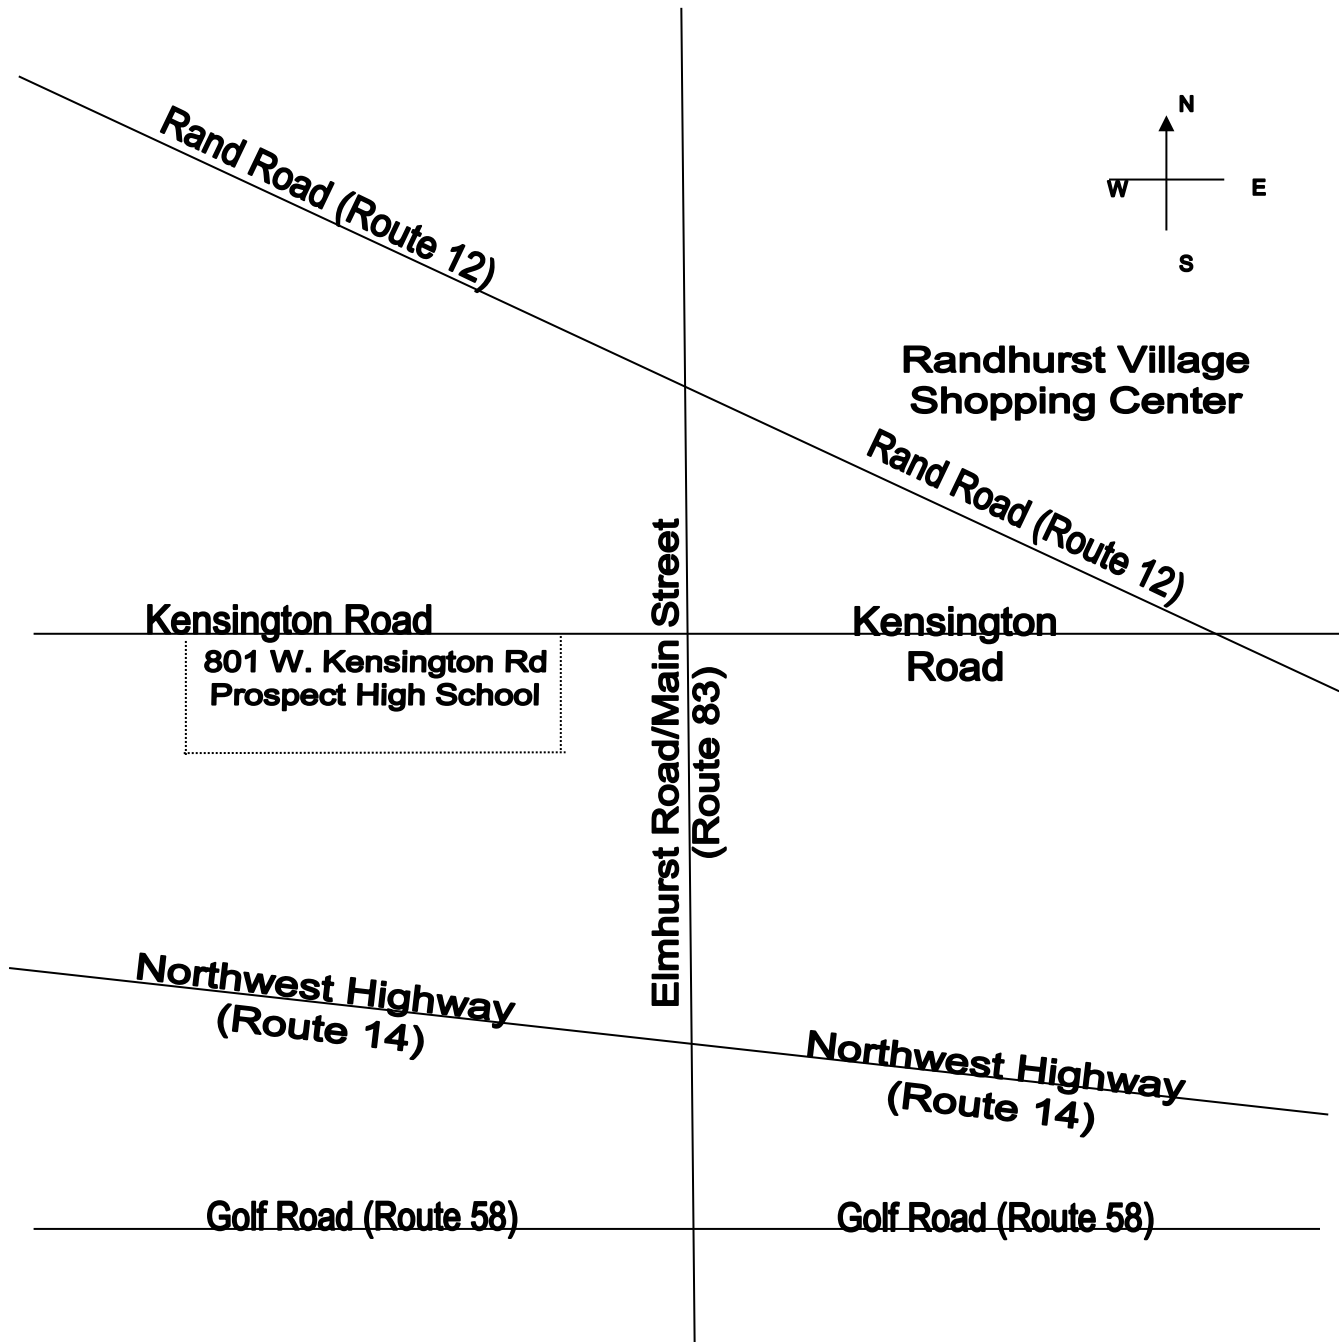 N
W
E
S
Rand Road (Route 12)
Randhurst Village
Shopping Center
Rand Road (Route 12)
Elmhurst Road/Main Street
(Route 83)
Kensington Road
801 W. Kensington Rd
Prospect High School
Kensington
Road
Northwest Highway
(Route 14)
Northwest Highway
(Route 14)
Golf Road (Route 58)
Golf Road (Route 58)